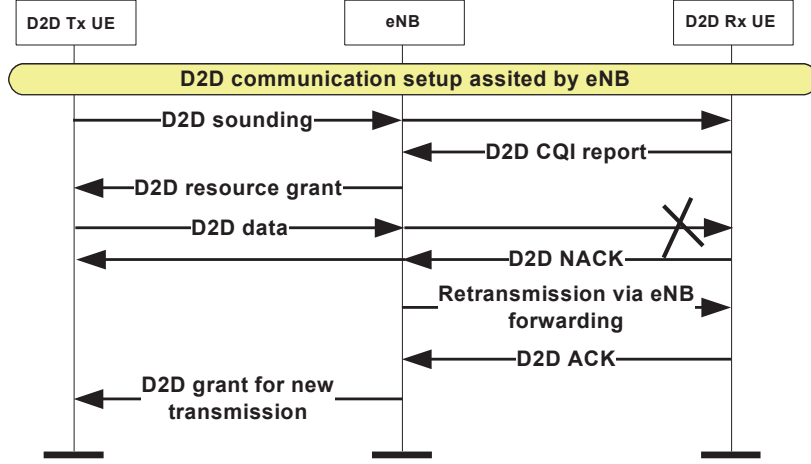 D2D Tx UE
eNB
D2D Rx UE
D2D communication setup assited by eNB
D2D sounding
D2D CQI report
D2D resource grant
D2D data
D2D NACK
Retransmission via eNB
forwarding
D2D ACK
D2D grant for new
transmission